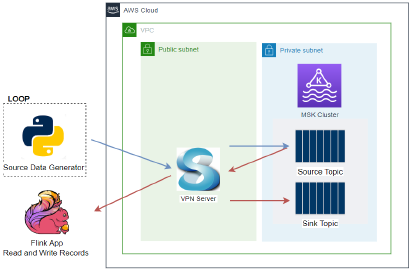 aws
AWS Cloud
VPC
Public subnet
Private subnet
LOOP
Source Data Generator
K
MSK Cluster
Source Topic
VPN Server
Sink Topic
Flink App
Read and Write Records